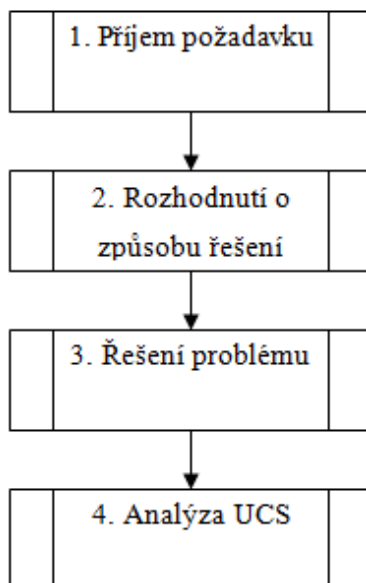 1. Příjem požadavku
2. Rozhodnutí o
způsobu řešení
3. Řešení problému
4. Analýza UCS